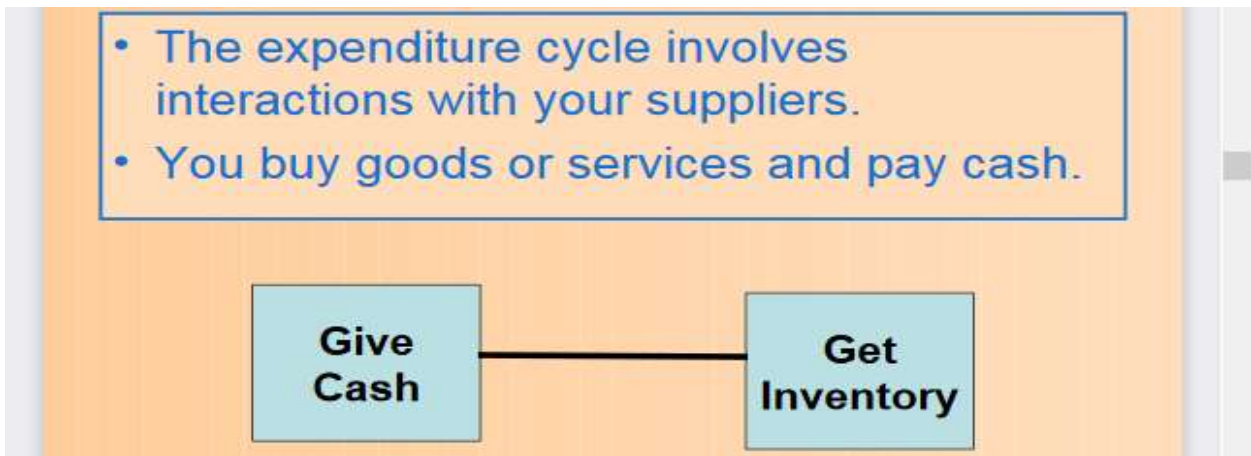 • The expenditure cycle involves
interactions with your suppliers.
• You buy goods or services and pay cash.
Give
Cash
Get
Inventory